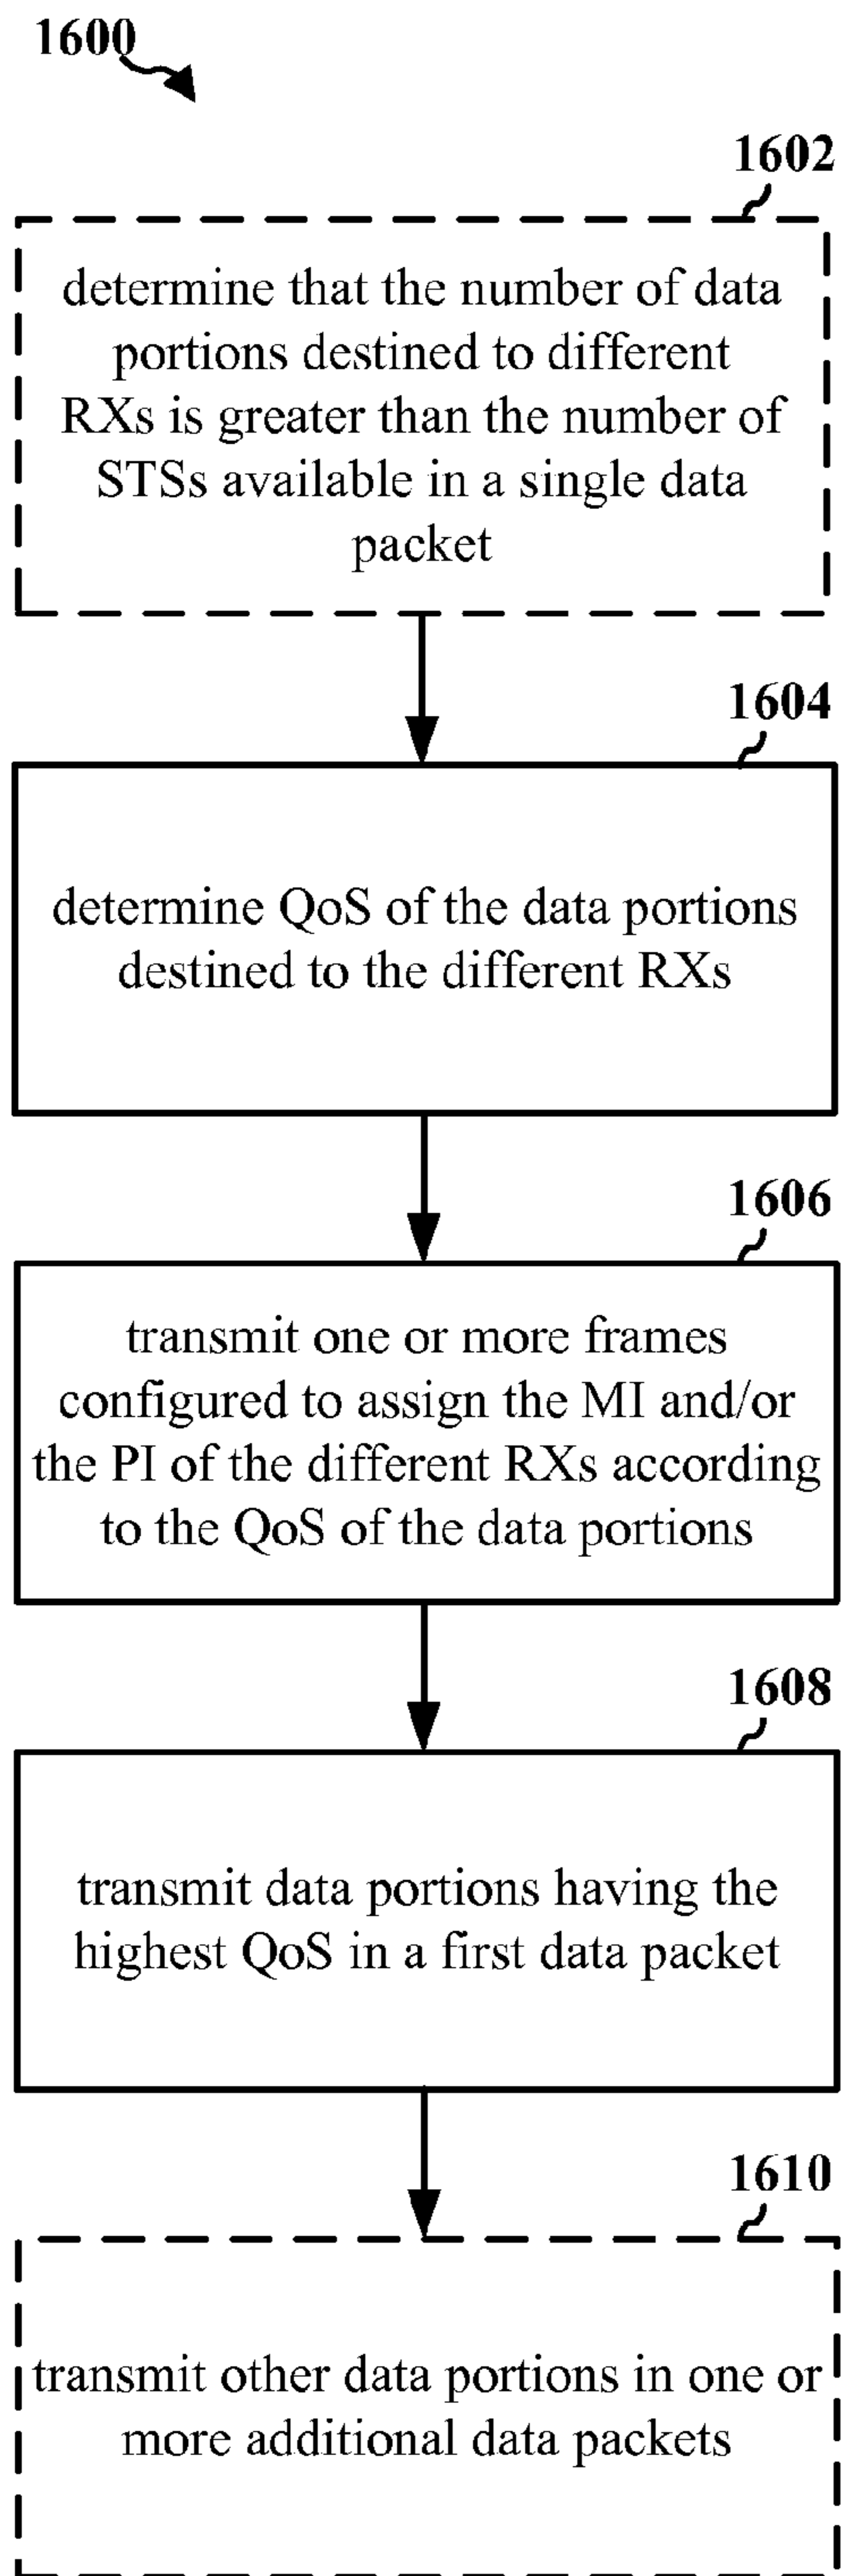 1600
1602
determine that the number of data
portions destined to different
RXs is greater than the number of
STSs available in a single data
packet
1604
determine QoS of the data portions
destined to the different RXs
1606
transmit one or more frames
configured to assign the MI and/or
the PI of the different RXs according
to the QoS of the data portions
1608
transmit data portions having the
highest QoS in a first data packet
1610
transmit other data portions in one or
more additional data packets